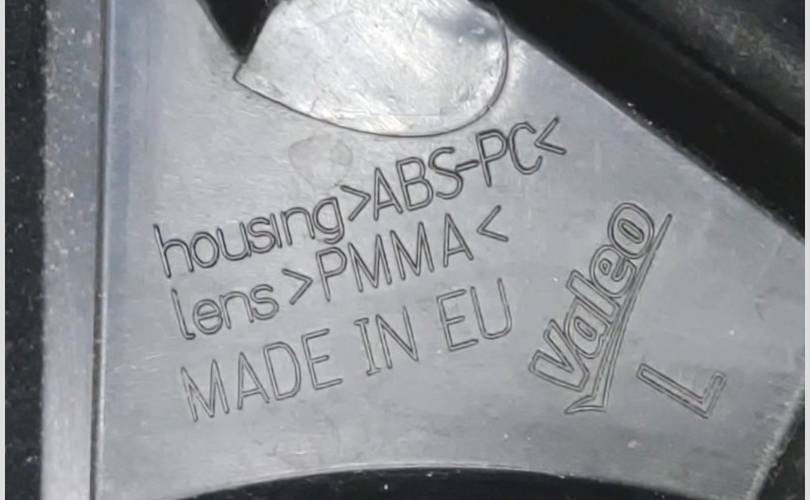 housing>ABS-PC<
lens>PMMA<
MADE IN EU
Valeo
L